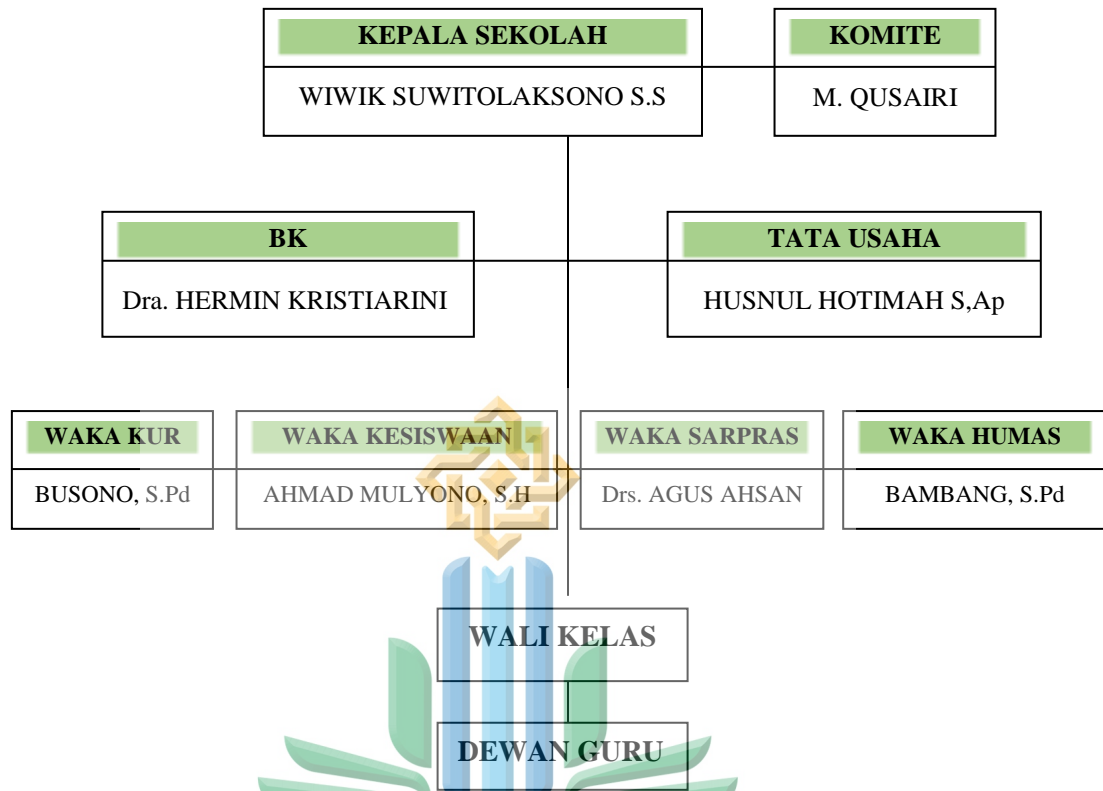 KEPALA SEKOLAH
WIWIK SUWITOLAKSONO S.S
KOMITE
M. QUSAIRI
BK
Dra. HERMIN KRISTIARINI
TATA USAHA
HUSNUL HOTIMAH S,Ap
WAKA KUR
BUSONO, S.Pd
WAKA KESISWAAN
AHMAD MULYONO, S.H
WAKA SARPRAS
Drs. AGUS AHSAN
WAKA HUMAS
BAMBANG, S.Pd
WALI KELAS
DEWAN GURU